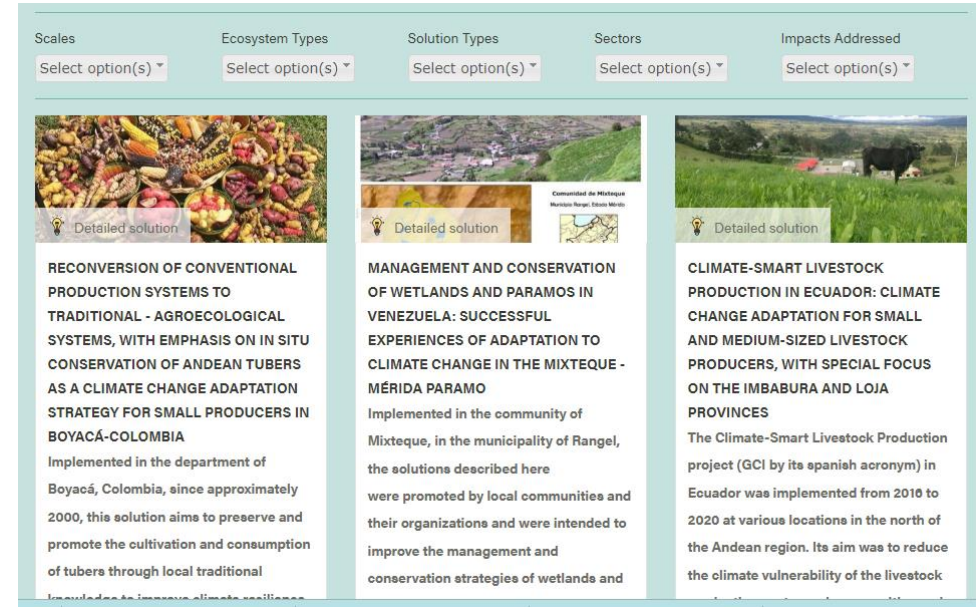 Scales
Ecosystem Types
Solution Types
Sectors
Impacts Addressed
Select option(s)
Select option(s)
Select option(s)
Select option(s)
Select option(s)
Detailed solution
RECONVERSION OF CONVENTIONAL
PRODUCTION SYSTEMS TO
TRADITIONAL - AGROECOLOGICAL
SYSTEMS, WITH EMPHASIS ON IN SITU
CONSERVATION OF ANDEAN TUBERS
AS A CLIMATE CHANGE ADAPTATION
STRATEGY FOR SMALL PRODUCERS IN
BOYACÁ-COLOMBIA
Implemented in the department of
Boyacá, Colombia, since approximately
2000, this solution aims to preserve and
promote the cultivation and consumption
of tubers through local traditional
knowledge to improve climate resilience
Comunidad de Mixteque
Municipio Rangel, Estado Mérida
Detailed solution
MANAGEMENT AND CONSERVATION
OF WETLANDS AND PARAMOS IN
VENEZUELA: SUCCESSFUL
EXPERIENCES OF ADAPTATION TO
CLIMATE CHANGE IN THE MIXTEQUE -
MÉRIDA PARAMO
Implemented in the community of
Mixteque, in the municipality of Rangel,
the solutions described here
were promoted by local communities and
their organizations and were intended to
improve the management and
conservation strategies of wetlands and
Detailed solution
CLIMATE-SMART LIVESTOCK
PRODUCTION IN ECUADOR: CLIMATE
CHANGE ADAPTATION FOR SMALL
AND MEDIUM-SIZED LIVESTOCK
PRODUCERS, WITH SPECIAL FOCUS
ON THE IMBABURA AND LOJA
PROVINCES
The Climate-Smart Livestock Production
project (GCI by its spanish acronym) in
Ecuador was implemented from 2016 to
2020 at various locations in the north of
the Andean region. Its aim was to reduce
the climate vulnerability of the livestock